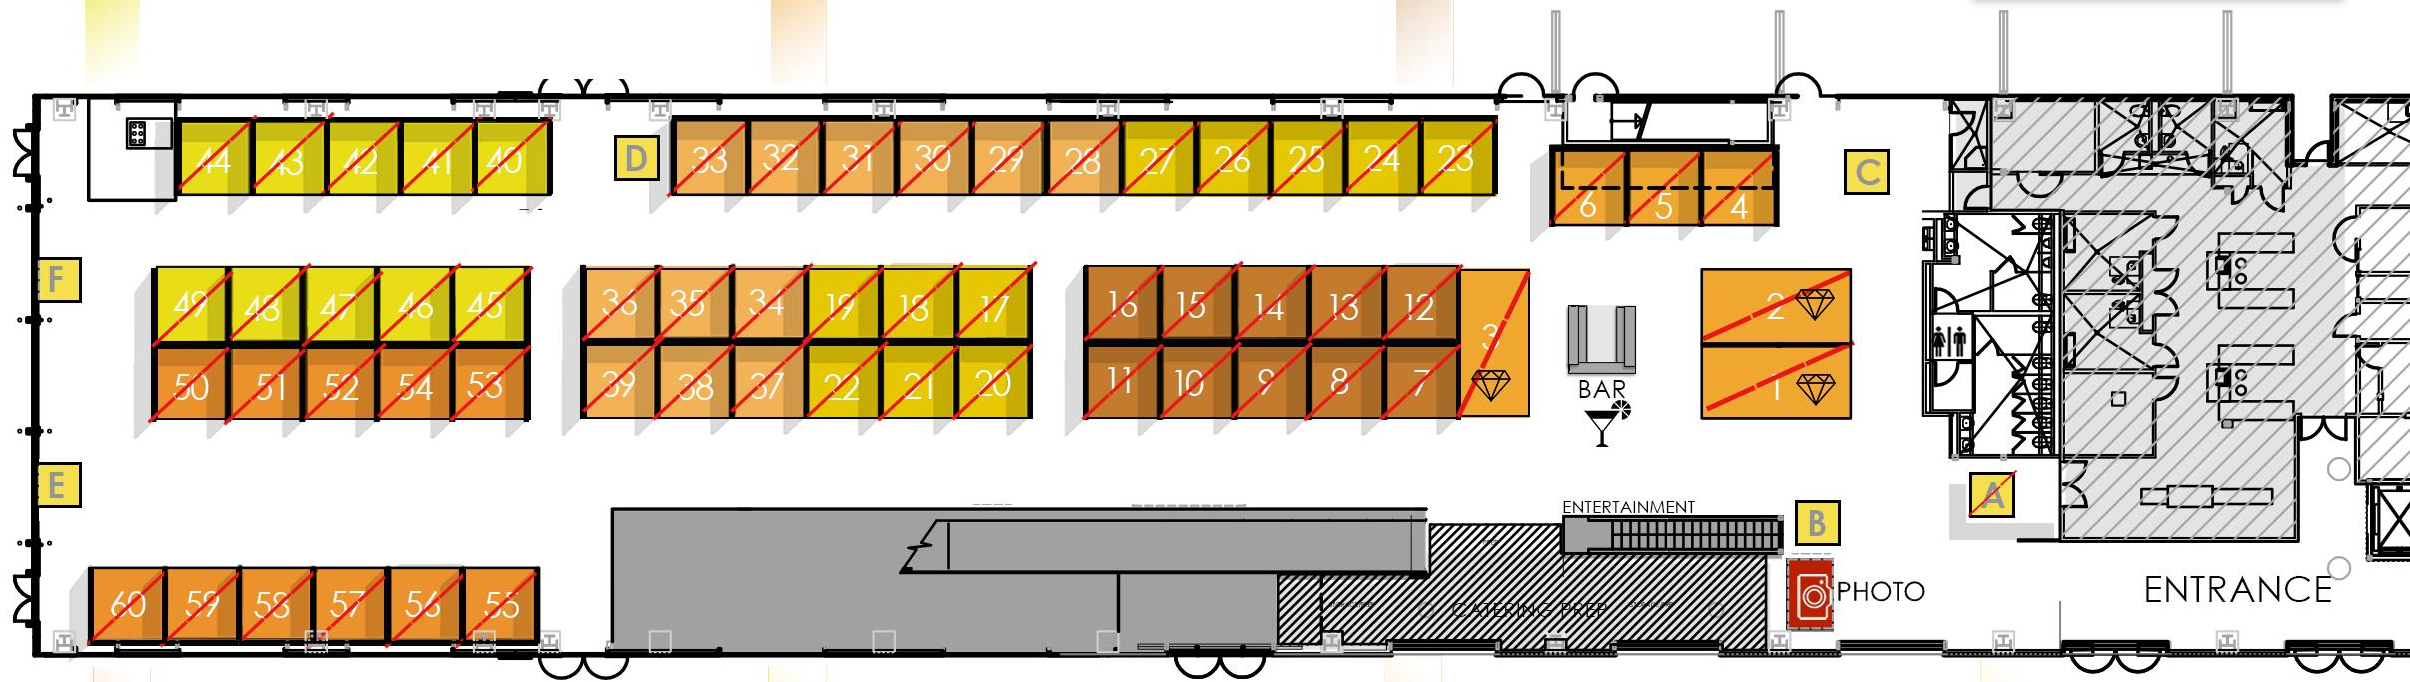 44 43 42 41 40
D
33 32 31 30 29 28 27 26 25 24 23
6 5 4
C
F
49 48 47 46 45
50 51 52 54 53
36 35 34 19 18 17
39 38 37 22 21 20
16 15 14 13 12
11 10 9 8 7
3
2
1
BAR
E
A
ENTERTAINMENT
B
60 59 58 57 56 55
CATERING PREP
PHOTO
ENTRANCE